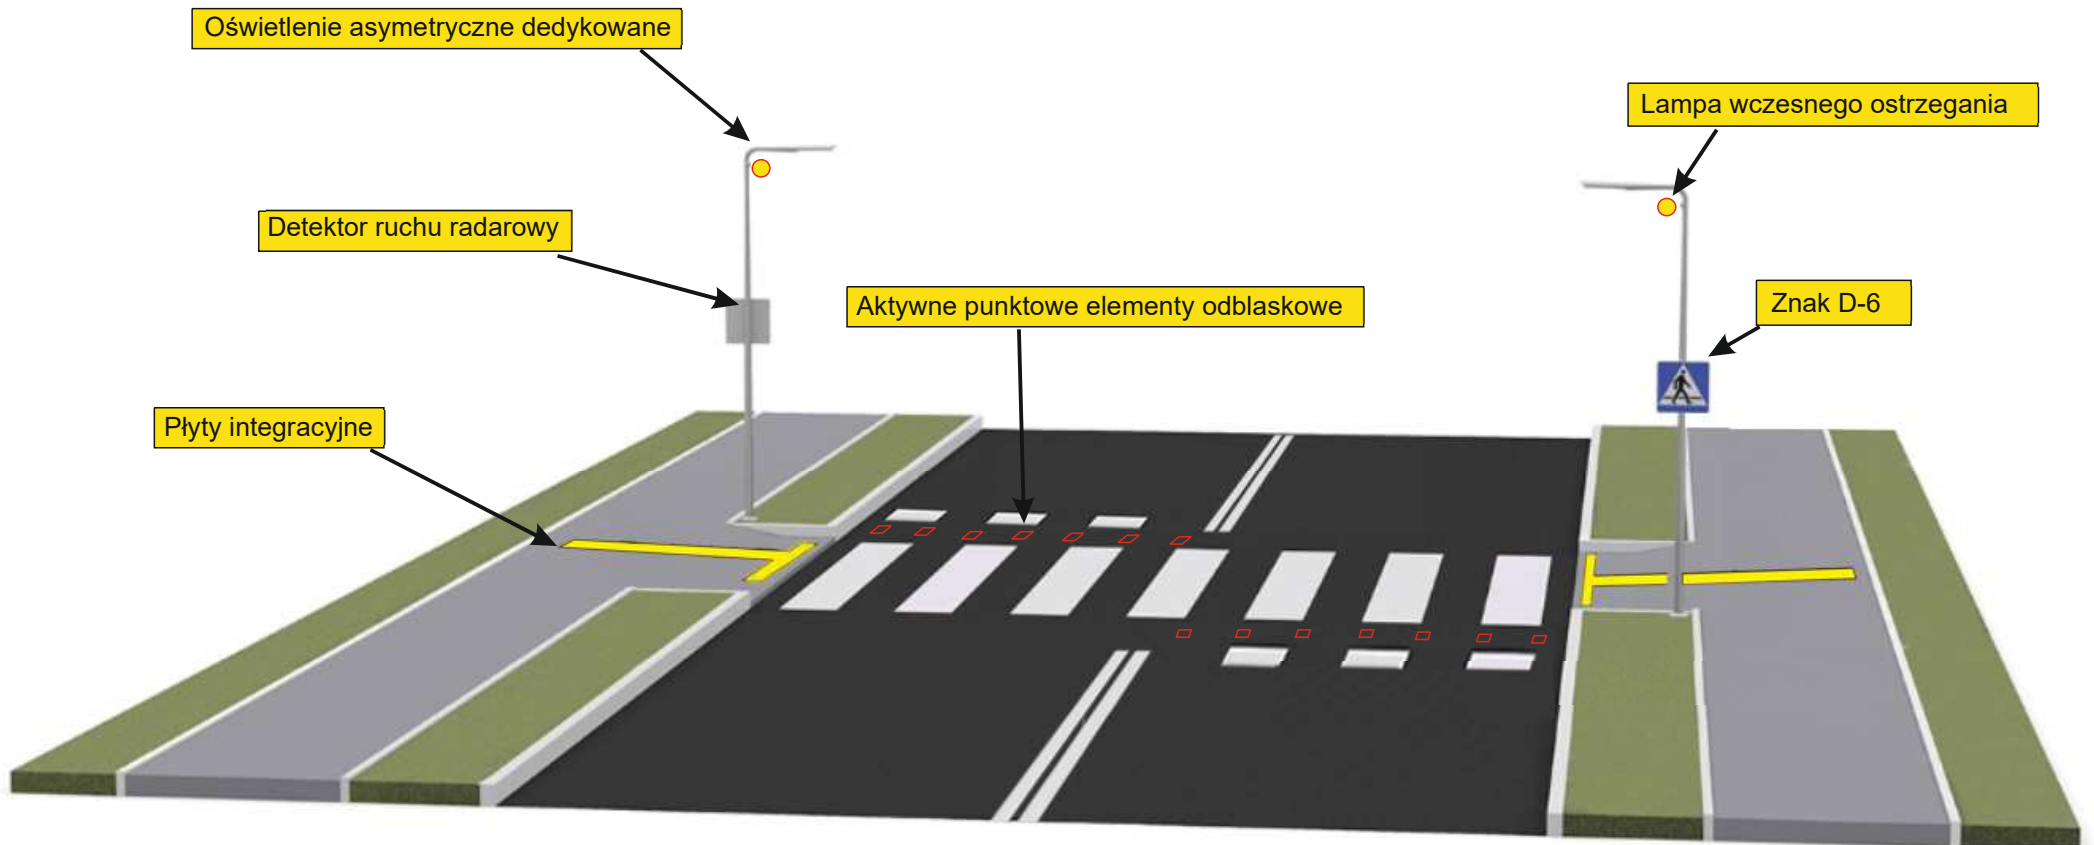 Oświetlenie asymetryczne dedykowane
Lampa wczesnego ostrzegania
Detektor ruchu radarowy
Aktywne punktowe elementy odblaskowe
Znak D-6
Płyty integracyjne